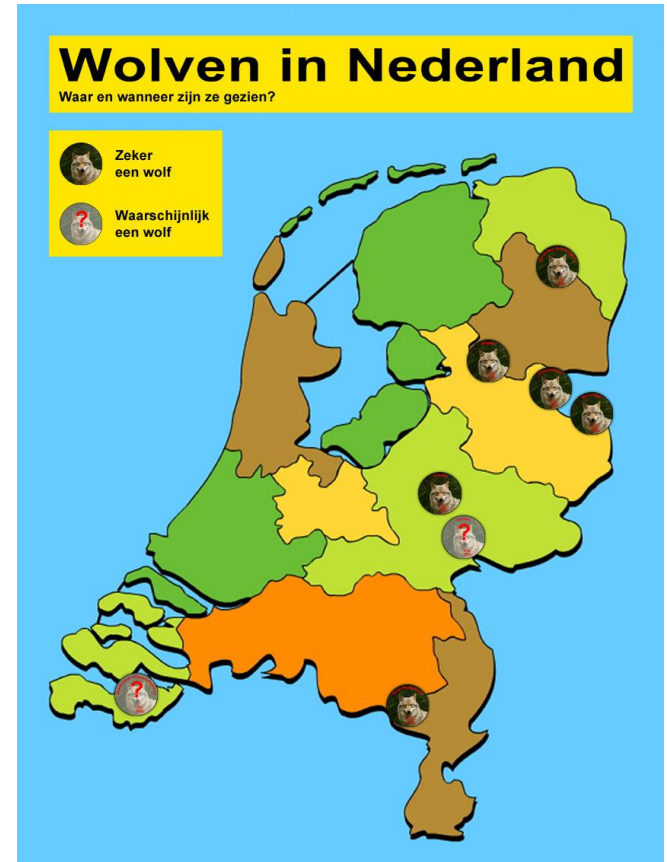 Wolven in Nederland
Waar en wanneer zijn ze gezien?
Zeker
een wolf
?
Waarschijnlijk
een wolf
?
?